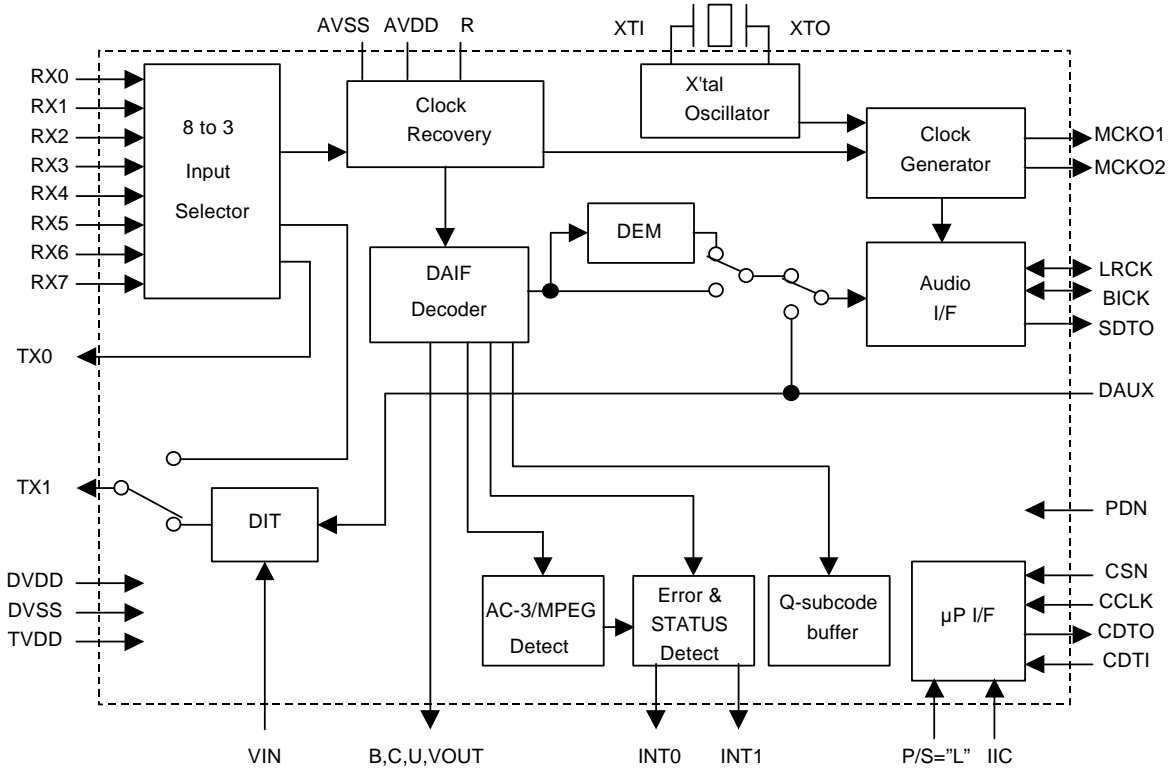 AVSS AVDD R
XTI XTO
RX0
RX1
RX2
RX3
RX4
RX5
RX6
RX7
8 to 3
Input
Selector
Clock
Recovery
X'tal
Oscillator
Clock
Generator
MCKO1
MCKO2
DEM
DAIF
Decoder
Audio
I/F
LRCK
BICK
SDTO
TX0
DAUX
TX1
DIT
PDN
DVDD
DVSS
TVDD
AC-3/MPEG
Detect
Error &
STATUS
Detect
Q-subcode
buffer
µP I/F
CSN
CCLK
CDTO
CDTI
VIN
B,C,U,VOUT
INT0
INT1
P/S=”L”
IIC